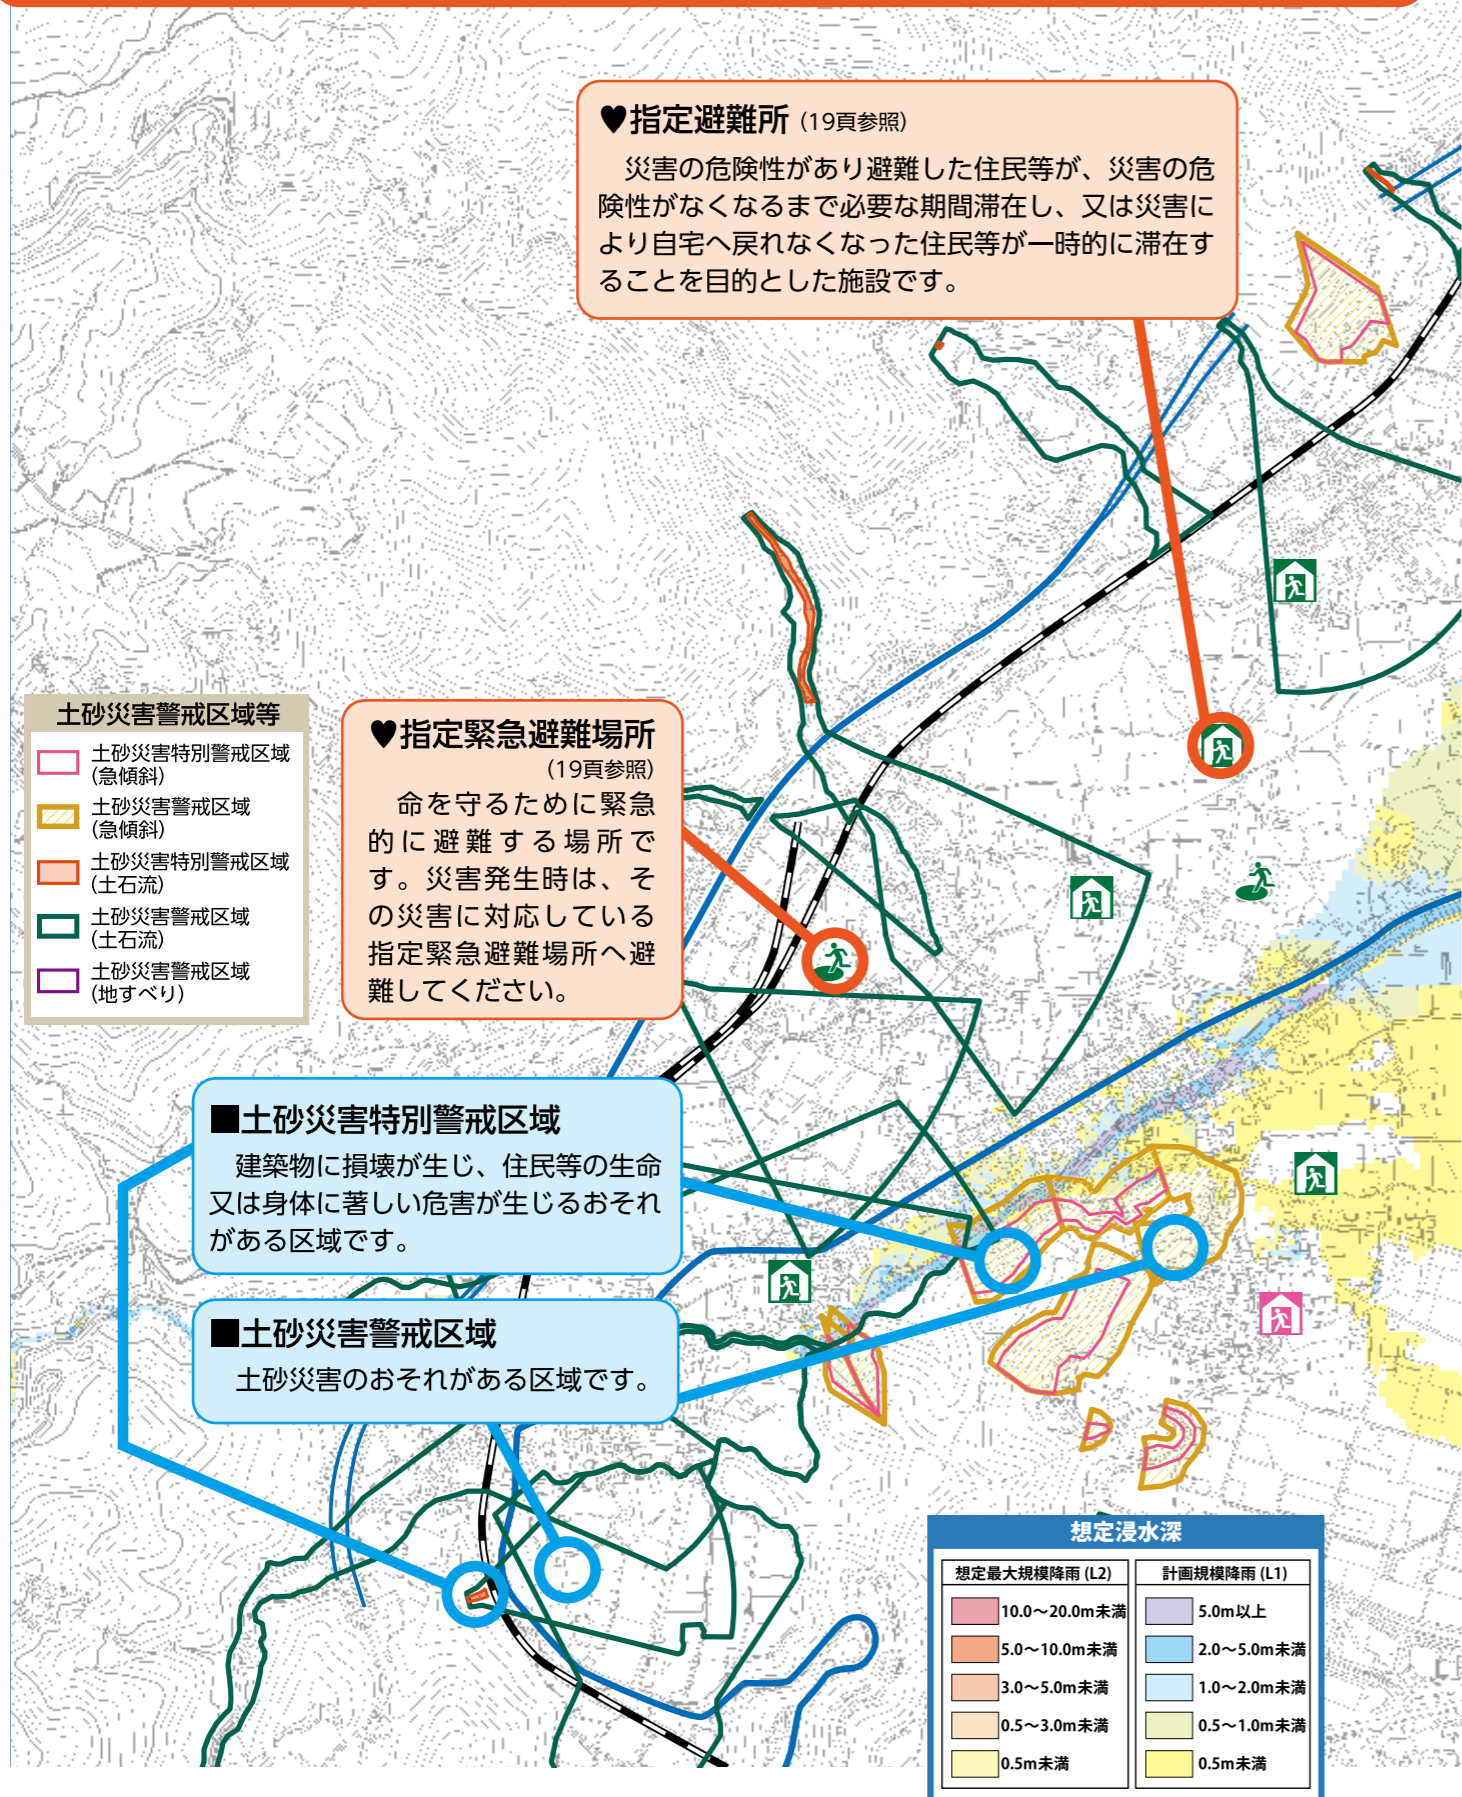 ♥指定避難所 (19頁参照)
災害の危険性があり避難した住民等が、災害の危
険性がなくなるまで必要な期間滞在し、又は災害に
より自宅へ戻れなくなった住民等が一時的に滞在す
ることを目的とした施設です。
土砂災害警戒区域等
土砂災害特別警戒区域
(急傾斜)
土砂災害警戒区域
(急傾斜)
土砂災害特別警戒区域
(土石流)
土砂災害警戒区域
(土石流)
土砂災害警戒区域
(地すべり)
♥指定緊急避難場所
(19頁参照)
命を守るために緊急
的に避難する場所で
す。災害発生時は、そ
の災害に対応している
指定緊急避難場所へ避
難してください。
■土砂災害特別警戒区域
建築物に損壊が生じ、住民等の生命
又は身体に著しい危害が生じるおそれ
がある区域です。
■土砂災害警戒区域
土砂災害のおそれがある区域です。
想定浸水深
想定最大規模降雨 (L2)
10.0〜20.0m未満
5.0〜10.0m未満
3.0〜5.0m未満
0.5〜3.0m未満
0.5m未満
計画規模降雨 (L1)
5.0m以上
2.0〜5.0m未満
1.0〜2.0m未満
0.5〜1.0m未満
0.5m未満